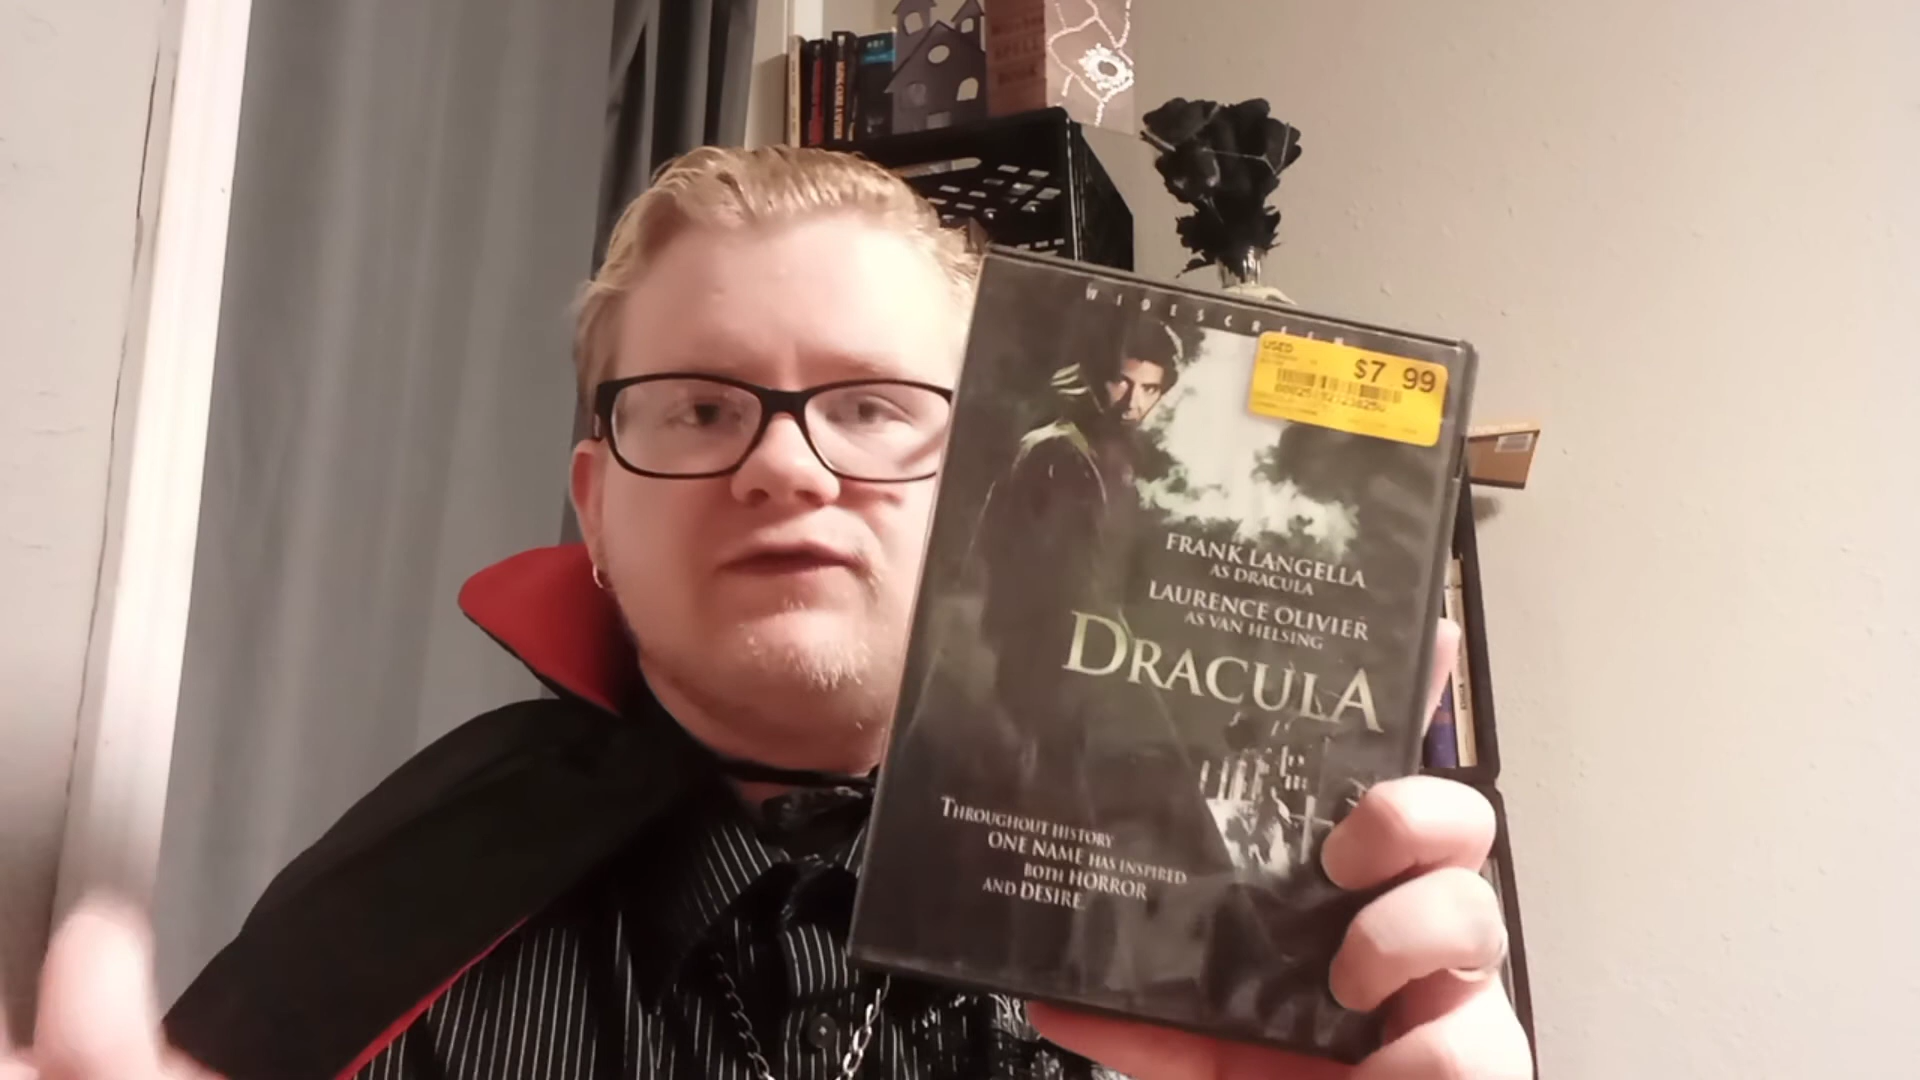 WIDESCREEN
USED
$7.99
FRANK LANGELLA
AS DRACULA
LAURENCE OLIVIER
AS VAN HELSING
DRACULA
THROUGHOUT HISTORY
ONE NAME HAS INSPIRED
BOTH HORROR
AND DESIRE.